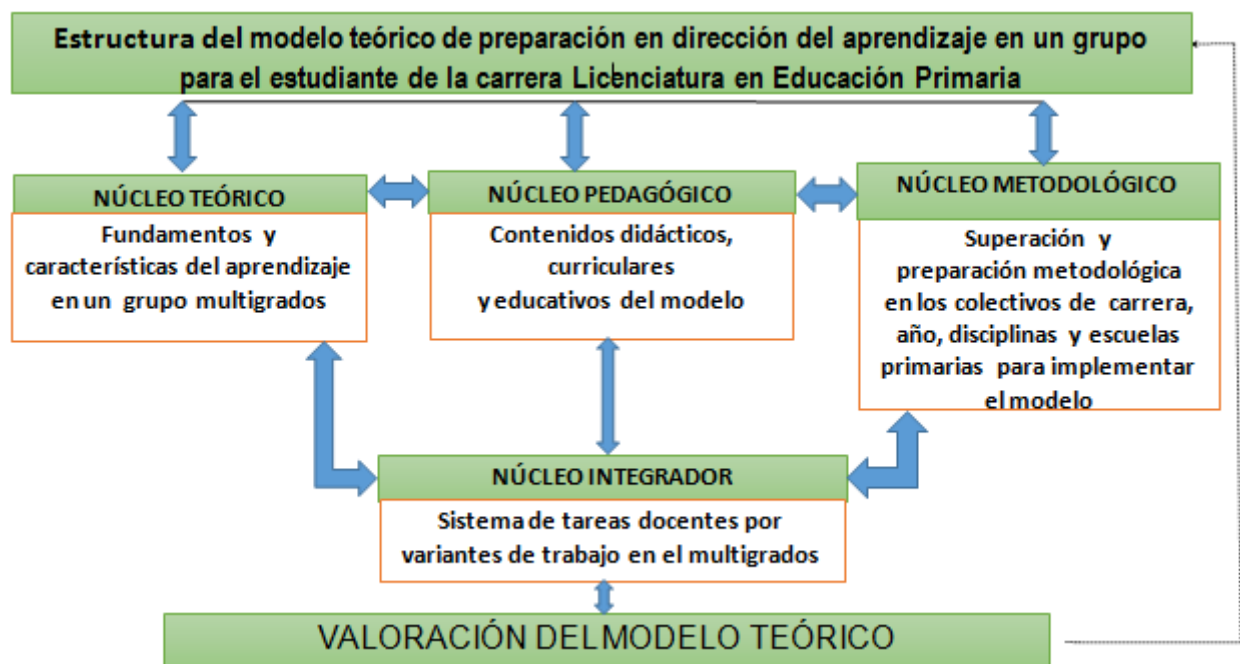 Estructura del modelo teórico de preparación en dirección del aprendizaje en un grupo
para el estudiante de la carrera Licenciatura en Educación Primaria
NÚCLEO TEÓRICO
Fundamentos y
características del aprendizaje
en un grupo multigrados
NÚCLEO PEDAGÓGICO
Contenidos didácticos,
curriculares
y educativos del modelo
NÚCLEO METODOLÓGICO
Superación y
preparación metodológica
en los colectivos de carrera,
año, disciplinas y escuelas
primarias para implementar
el modelo
NÚCLEO INTEGRADOR
Sistema de tareas docentes por
variantes de trabajo en el multigrados
VALORACIÓN DEL MODELO TEÓRICO